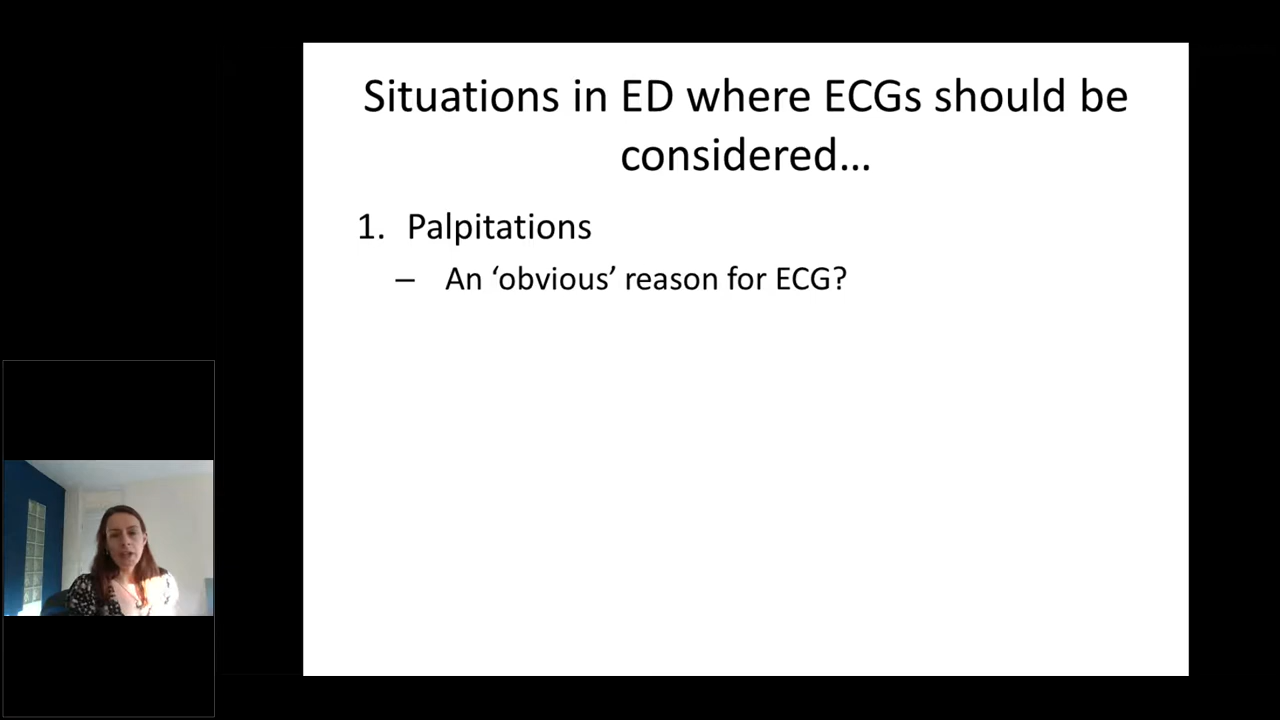 Situations in ED where ECGs should be
considered…
1. Palpitations
– An ‘obvious’ reason for ECG?